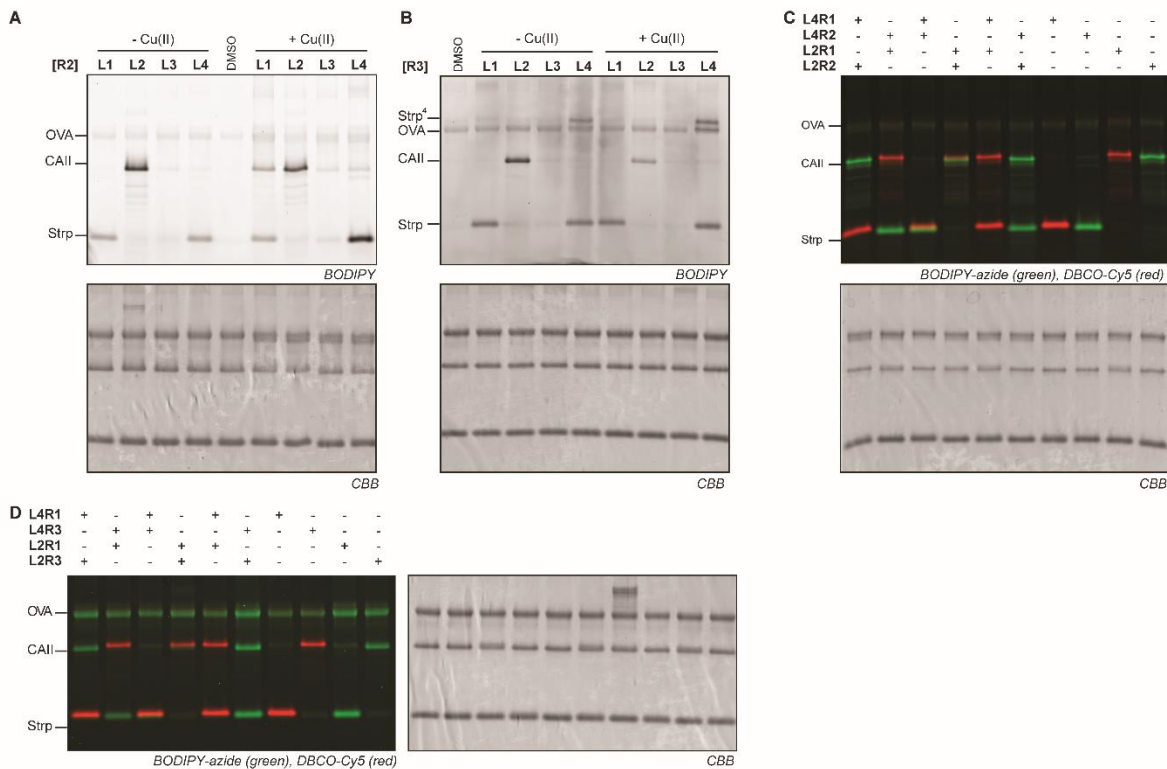 A
- Cu(II) + Cu(II)
[R2] L1 L2 L3 L4 DMSO L1 L2 L3 L4
OVA
CAII
Strp
BODIPY
CBB
B
- Cu(II) + Cu(II)
[R3] DMSO L1 L2 L3 L4 L1 L2 L3 L4
Strp⁴
OVA
CAII
Strp
BODIPY
CBB
C
L4R1 + - + - + - + - - -
L4R2 - + + - - + - + - -
L2R1 - + - + + - - - + -
L2R2 + - - + - + - - - +
OVA
CAII
Strp
BODIPY-azide (green), DBCO-Cy5 (red)
CBB
D
L4R1 + - + - + - + - - -
L4R3 - + + - - + - + - -
L2R1 - + - + + - - - + -
L2R3 + - - + - + - - - +
OVA
CAII
Strp
BODIPY-azide (green), DBCO-Cy5 (red)
CBB